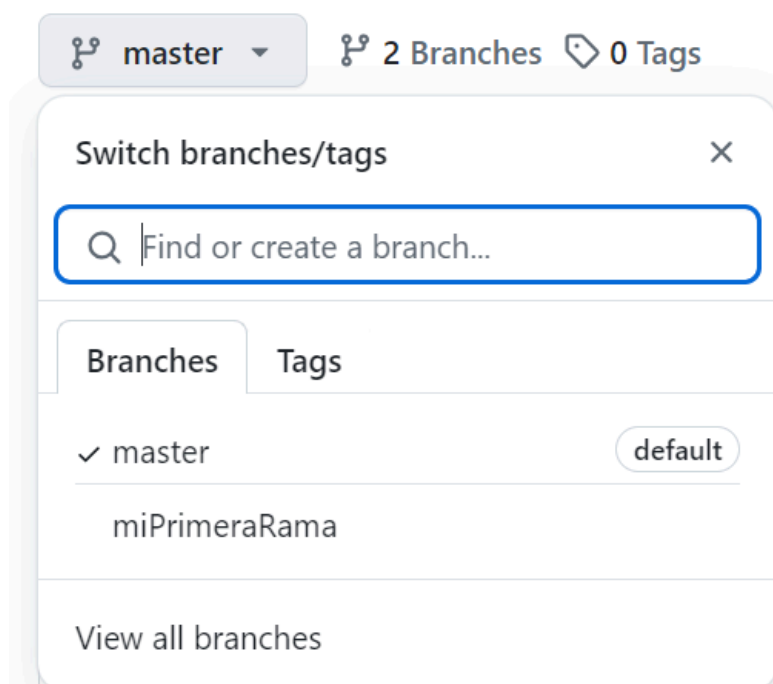 master 2 Branches 0 Tags
Switch branches/tags
Find or create a branch...
Branches Tags
master default
miPrimeraRama
View all branches